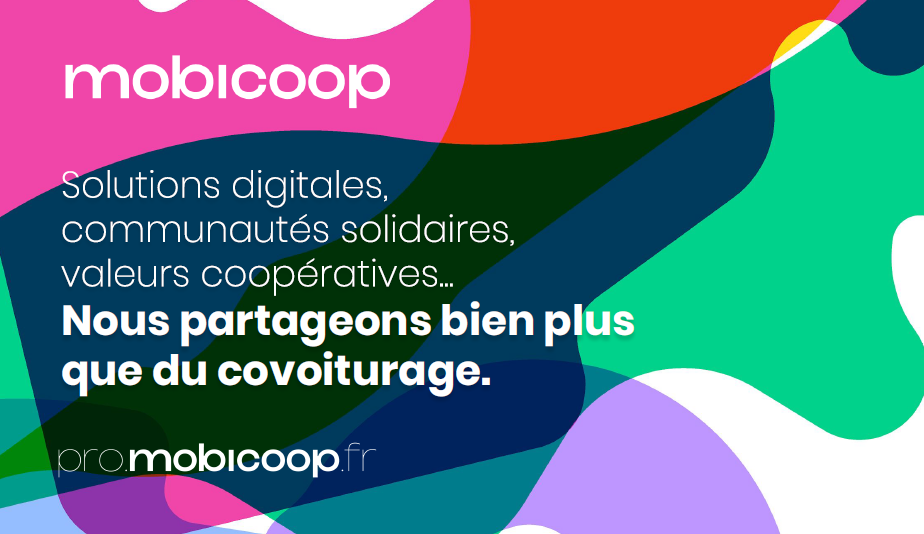 mobicoop
Solutions digitales,
communautés solidaires,
valeurs coopératives...
Nous partageons bien plus
que du covoiturage.
pro.mobicoop.fr